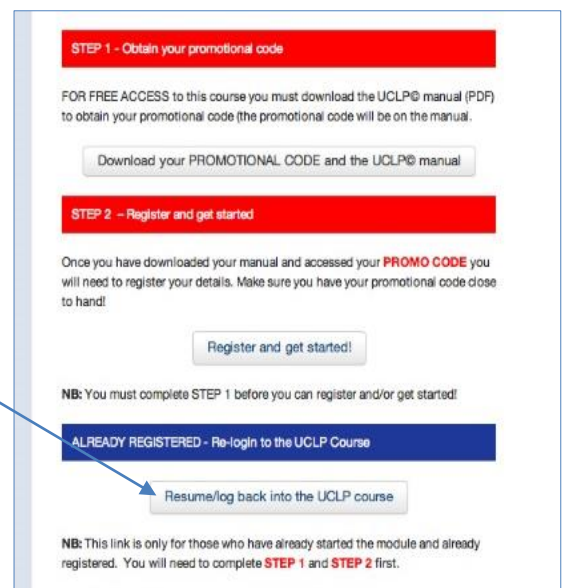 STEP 1 - Obtain your promotional code
FOR FREE ACCESS to this course you must download the UCLP© manual (PDF)
to obtain your promotional code (the promotional code will be on the manual.
Download your PROMOTIONAL CODE and the UCLP© manual
STEP 2 – Register and get started
Once you have downloaded your manual and accessed your PROMO CODE you
will need to register your details. Make sure you have your promotional code close
to hand!
Register and get started!
NB: You must complete STEP 1 before you can register and/or get started!
ALREADY REGISTERED - Re-login to the UCLP Course
Resume/log back into the UCLP course
NB: This link is only for those who have already started the module and already
registered. You will need to complete STEP 1 and STEP 2 first.